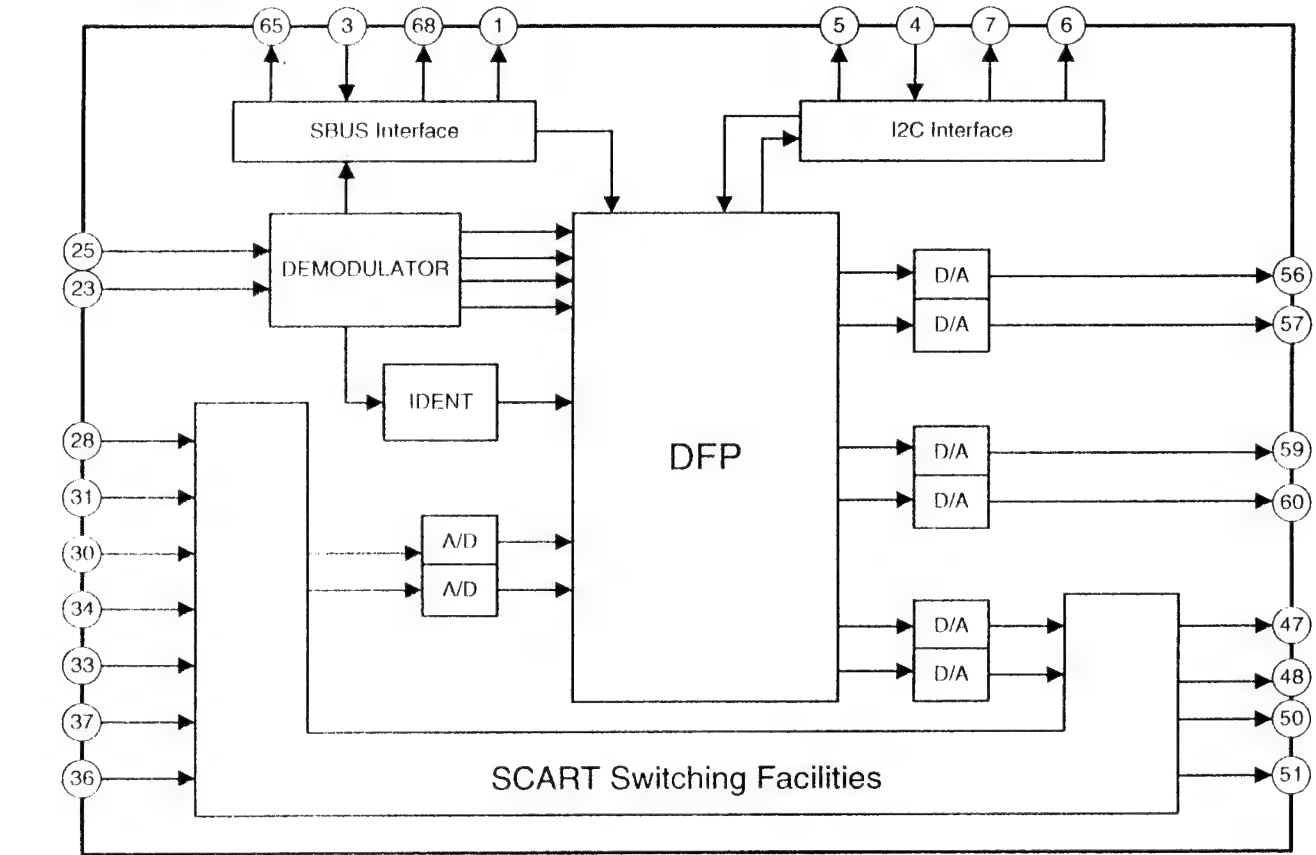 65 3 68 1 5 4 7 6
SBUS Interface
I2C Interface
25
DEMODULATOR
23
D/A
56
D/A
57
IDENT
28
31
30
34
33
37
36
DFP
D/A
59
D/A
60
A/D
A/D
D/A
47
D/A
48
50
51
SCART Switching Facilities